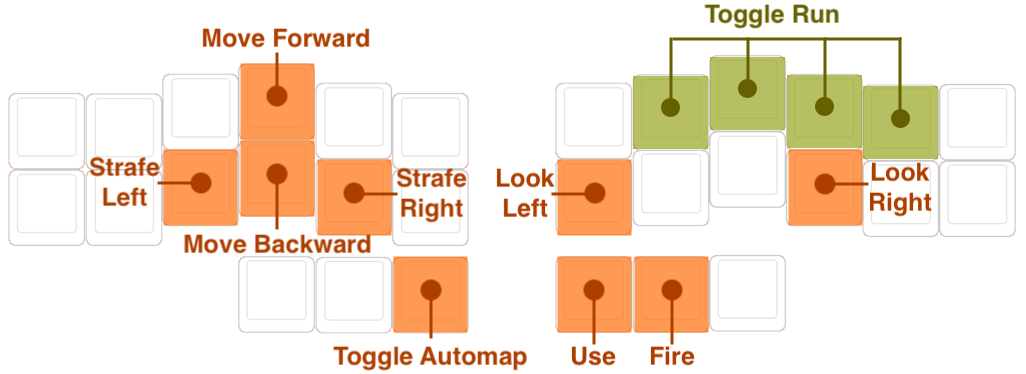 Toggle Run
Move Forward
Strafe
Left
Strafe
Right
Look
Left
Look
Right
Move Backward
Toggle Automap
Use
Fire